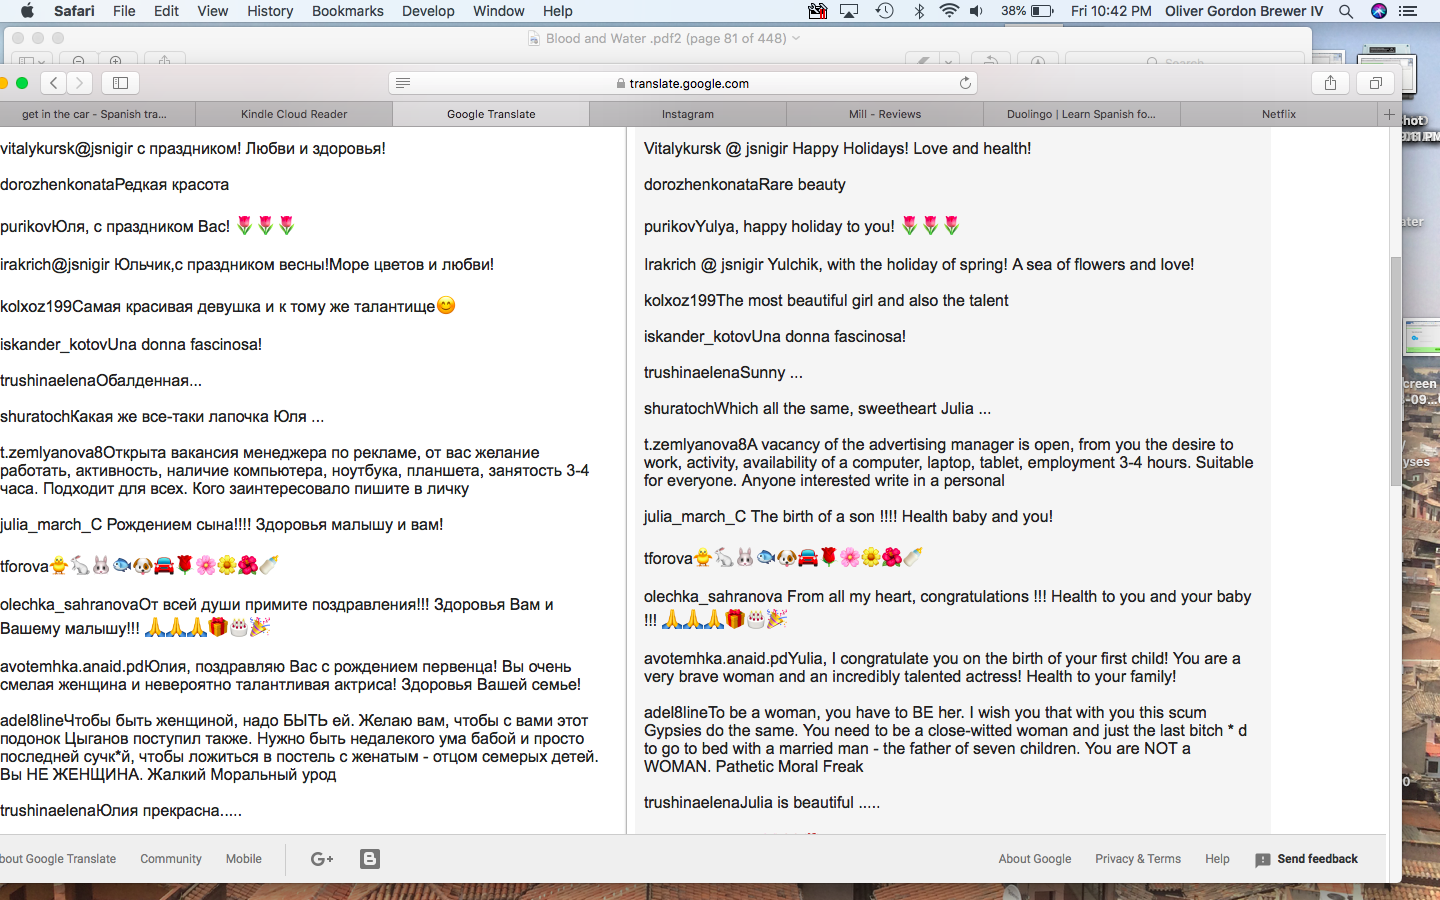 Safari File Edit View History Bookmarks Develop Window Help 38% Fri 10:42 PM Oliver Gordon Brewer IV
Blood and Water .pdf2 (page 81 of 448)
Search
translate.google.com
get in the car - Spanish tra...
Kindle Cloud Reader
Google Translate
Instagram
Mill - Reviews
Duolingo | Learn Spanish fo...
Netflix
vitalykursk@jsnigir с праздником! Любви и здоровья!
dorozhenkonataРедкая красота
purikovЮля, с праздником Вас! 🌷🌷🌷
irakrich@jsnigir Юльчик,с праздником весны!Море цветов и любви!
kolxoz199Самая красивая девушка и к тому же талантище😊
iskander_kotovUna donna fascinosa!
trushinaelenaОбалденная...
shuratochКакая же все-таки лапочка Юля ...
t.zemlyanova8Открыта вакансия менеджера по рекламе, от вас желание
работать, активность, наличие компьютера, ноутбука, планшета, занятость 3-4
часа. Подходит для всех. Кого заинтересовало пишите в личку
julia_march_С Рождением сына!!!! Здоровья малышу и вам!
tforova🐥🐇🐰🐟🐶🚘🌹🌸🌼🌺🍼
olechka_sahranovaОт всей души примите поздравления!!! Здоровья Вам и
Вашему малышу!!! 🙏🙏🙏🎁🎂🎉
avotemhka.anaid.pdЮлия, поздравляю Вас с рождением первенца! Вы очень
смелая женщина и невероятно талантливая актриса! Здоровья Вашей семье!
adel8lineЧтобы быть женщиной, надо БЫТЬ ей. Желаю вам, чтобы с вами этот
подонок Цыганов поступил также. Нужно быть недалекого ума бабой и просто
последней сучк*й, чтобы ложиться в постель с женатым - отцом семерых детей.
Вы НЕ ЖЕНЩИНА. Жалкий Моральный урод
trushinaelenaЮлия прекрасна.....
Vitalykursk @ jsnigir Happy Holidays! Love and health!
dorozhenkonataRare beauty
purikovYulya, happy holiday to you! 🌷🌷🌷
Irakrich @ jsnigir Yulchik, with the holiday of spring! A sea of flowers and love!
kolxoz199The most beautiful girl and also the talent
iskander_kotovUna donna fascinosa!
trushinaelenaSunny ...
shuratochWhich all the same, sweetheart Julia ...
t.zemlyanova8A vacancy of the advertising manager is open, from you the desire to
work, activity, availability of a computer, laptop, tablet, employment 3-4 hours. Suitable
for everyone. Anyone interested write in a personal
julia_march_C The birth of a son !!!! Health baby and you!
tforova🐥🐇🐰🐟🐶🚘🌹🌸🌼🌺🍼
olechka_sahranova From all my heart, congratulations !!! Health to you and your baby
!!! 🙏🙏🙏🎁🎂🎉
avotemhka.anaid.pdYulia, I congratulate you on the birth of your first child! You are a
very brave woman and an incredibly talented actress! Health to your family!
adel8lineTo be a woman, you have to BE her. I wish you that with you this scum
Gypsies do the same. You need to be a close-witted woman and just the last bitch * d
to go to bed with a married man - the father of seven children. You are NOT a
WOMAN. Pathetic Moral Freak
trushinaelenaJulia is beautiful .....
bout Google Translate Community Mobile G+ About Google Privacy & Terms Help Send feedback